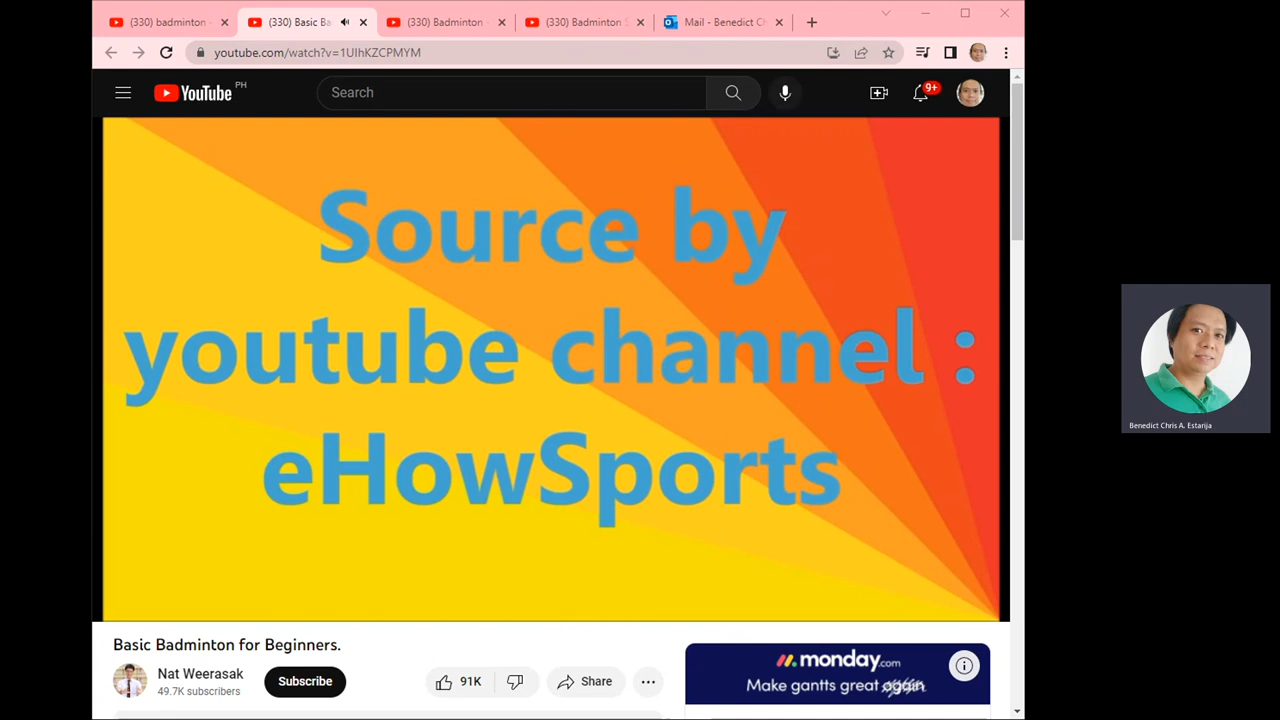 (330) badminton
(330) Basic Ba
(330) Badminton
(330) Badminton S
Mail - Benedict Ch
youtube.com/watch?v=1UIhKZCPMYM
YouTube PH
Search
9+
Source by
youtube channel :
eHowSports
Benedict Chris A. Estarija
Basic Badminton for Beginners.
Nat Weerasak
49.7K subscribers
Subscribe
91K
Share
monday.com
Make gantts great again